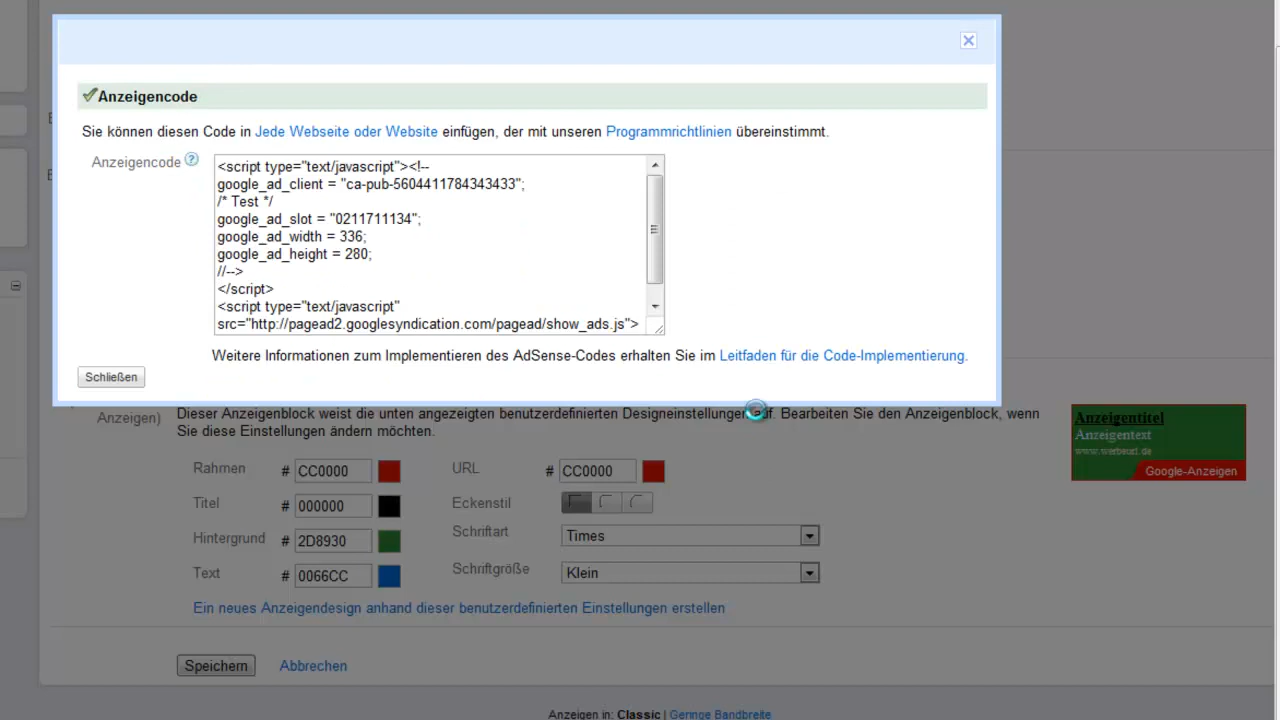 Anzeigencode
Sie können diesen Code in Jede Webseite oder Website einfügen, der mit unseren Programmrichtlinien übereinstimmt.
Anzeigencode ?
<script type="text/javascript"><!--
google_ad_client = "ca-pub-5604411784343433";
/* Test */
google_ad_slot = "0211711134";
google_ad_width = 336;
google_ad_height = 280;
//-->
</script>
<script type="text/javascript"
src="http://pagead2.googlesyndication.com/pagead/show_ads.js">
Weitere Informationen zum Implementieren des AdSense-Codes erhalten Sie im Leitfaden für die Code-Implementierung.
Schließen
Anzeigen)
Dieser Anzeigenblock weist die unten angezeigten benutzerdefinierten Designeinstellungen auf. Bearbeiten Sie den Anzeigenblock, wenn
Sie diese Einstellungen ändern möchten.
Anzeigentitel
Anzeigentext
www.werbeurl.de
Google-Anzeigen
Rahmen # CC0000
URL # CC0000
Titel # 000000
Eckenstil
Hintergrund # 2D8930
Schriftart Times
Text # 0066CC
Schriftgröße Klein
Ein neues Anzeigendesign anhand dieser benutzerdefinierten Einstellungen erstellen
Speichern Abbrechen
Anzeigen in: Classic | Geringe Bandbreite